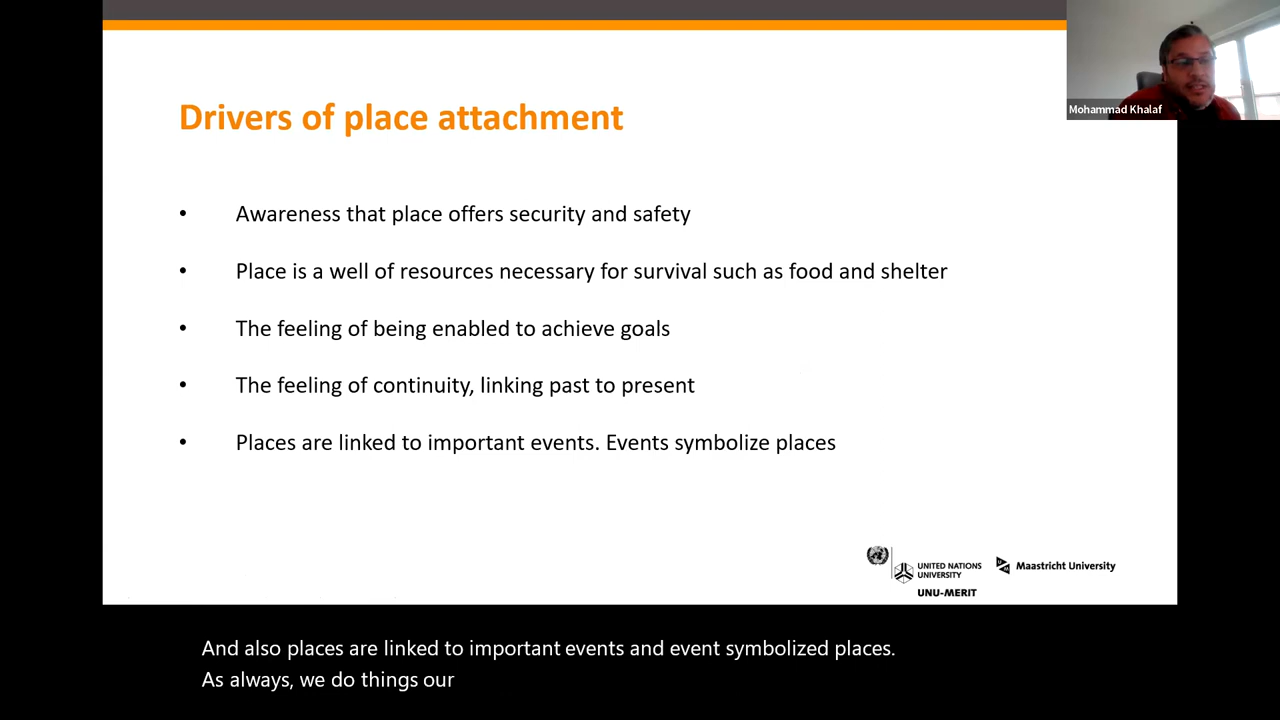 Mohammad Khalaf
Drivers of place attachment
• Awareness that place offers security and safety
• Place is a well of resources necessary for survival such as food and shelter
• The feeling of being enabled to achieve goals
• The feeling of continuity, linking past to present
• Places are linked to important events. Events symbolize places
UNITED NATIONS
UNIVERSITY
UNU-MERIT
Maastricht University
And also places are linked to important events and event symbolized places.
As always, we do things our